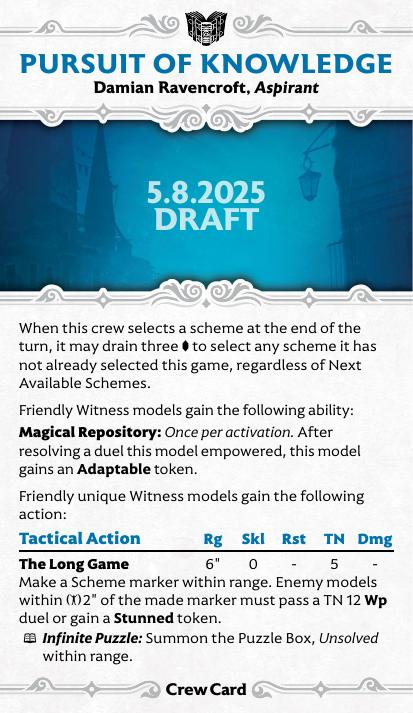 PURSUIT OF KNOWLEDGE
Damian Ravencroft, Aspirant
5.8.2025
DRAFT
When this crew selects a scheme at the end of the
turn, it may drain three to select any scheme it has
not already selected this game, regardless of Next
Available Schemes.
Friendly Witness models gain the following ability:
Magical Repository: Once per activation. After
resolving a duel this model empowered, this model
gains an Adaptable token.
Friendly unique Witness models gain the following
action:
Tactical Action Rg Skl Rst TN Dmg
The Long Game 6" 0 - 5 -
Make a Scheme marker within range. Enemy models
within 2" of the made marker must pass a TN 12 Wp
duel or gain a Stunned token.
Infinite Puzzle: Summon the Puzzle Box, Unsolved
within range.
Crew Card